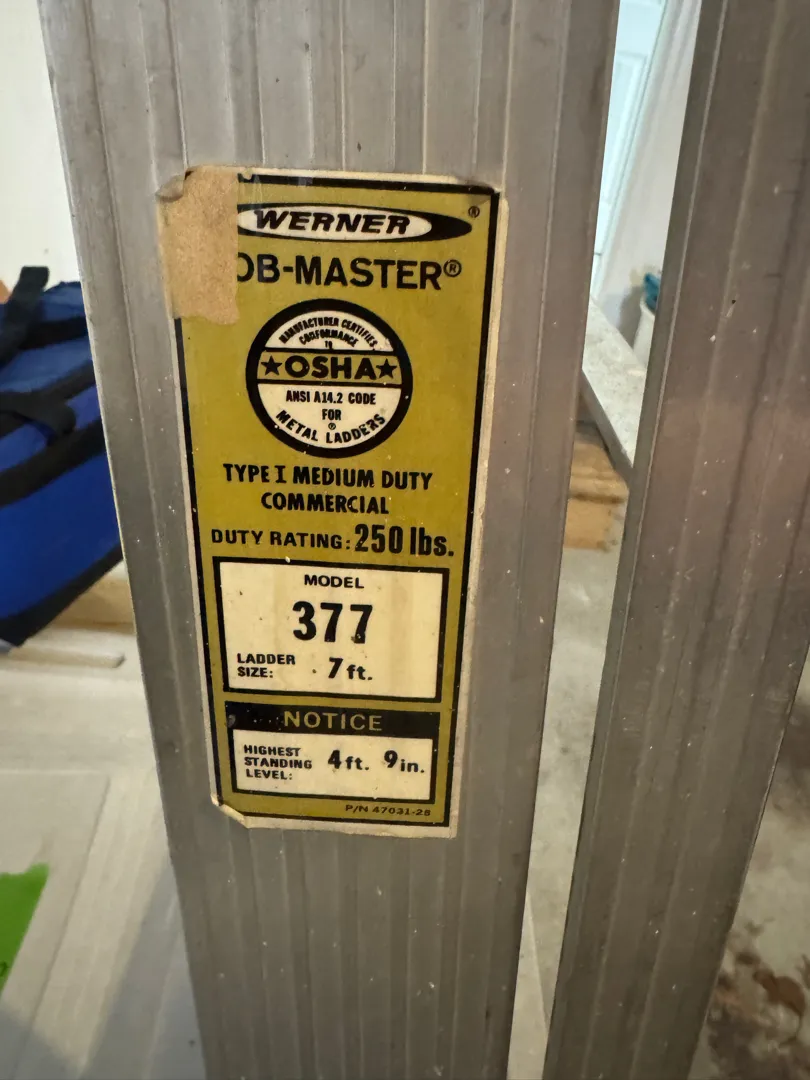 WERNER®
OB-MASTER®
MANUFACTURER CERTIFIES
CONFORMANCE
TO
★OSHA★
ANSI A14.2 CODE
FOR
METAL LADDERS®
TYPE I MEDIUM DUTY
COMMERCIAL
DUTY RATING: 250 lbs.
MODEL
377
LADDER SIZE: 7 ft.
NOTICE
HIGHEST STANDING LEVEL: 4 ft. 9 in.
P/N 47031-28